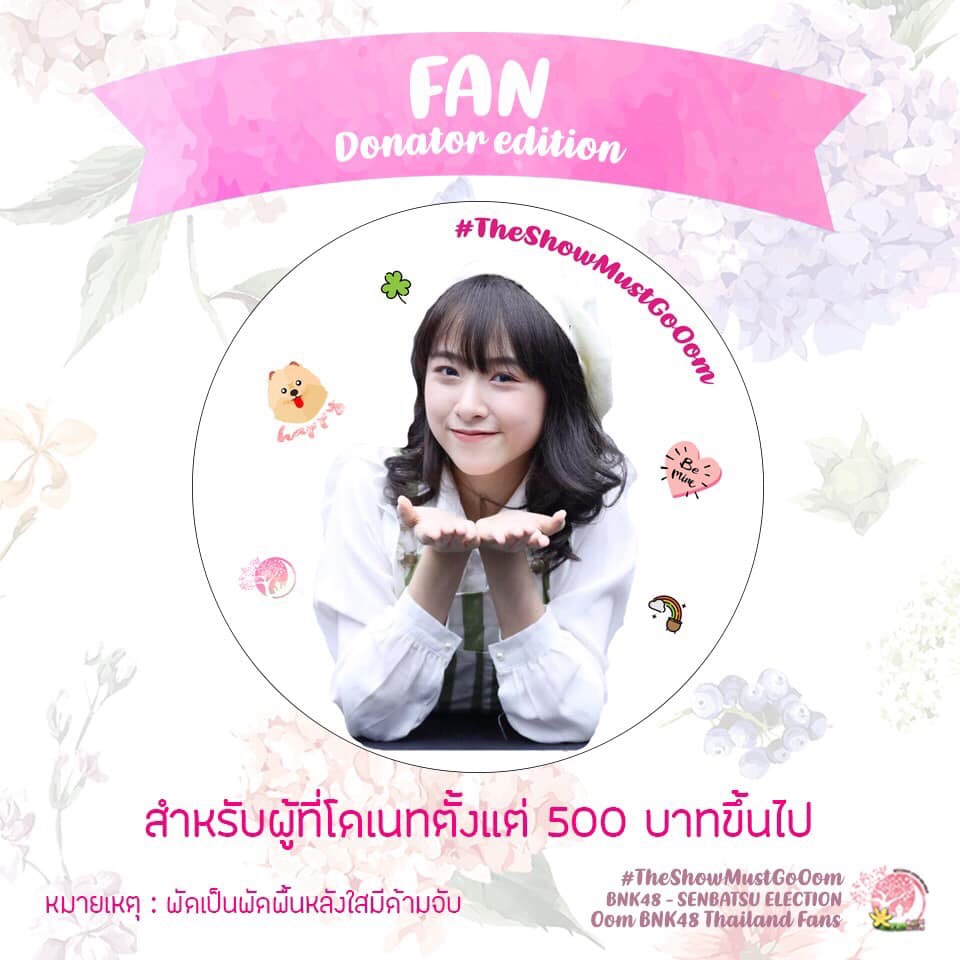 FAN
Donator edition
#TheShowMustGoOom
happy
Be
mine
สำหรับผู้ที่โดเนทตั้งแต่ 500 บาทขึ้นไป
หมายเหตุ : พัดเป็นพัดพื้นหลังใสมีด้ามจับ
#TheShowMustGoOom
BNK48 - SENBATSU ELECTION
Oom BNK48 Thailand Fans